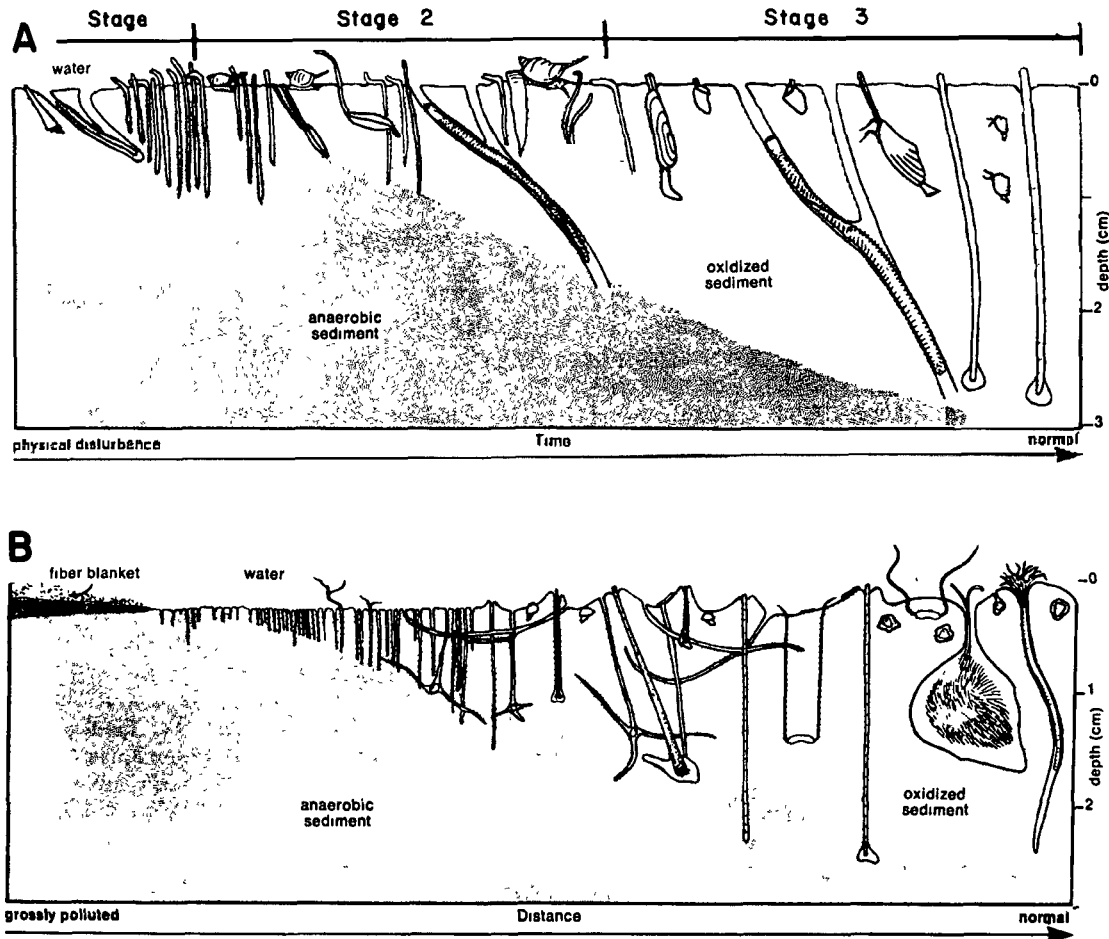 Stage Stage 2 Stage 3
A
water
0
oxidized
sediment
anaerobic
sediment
depth (cm)
2
3
physical disturbance Time normal
B
fiber blanket water
0
1
depth (cm)
anaerobic
sediment
oxidized
sediment
2
grossly polluted Distance normal